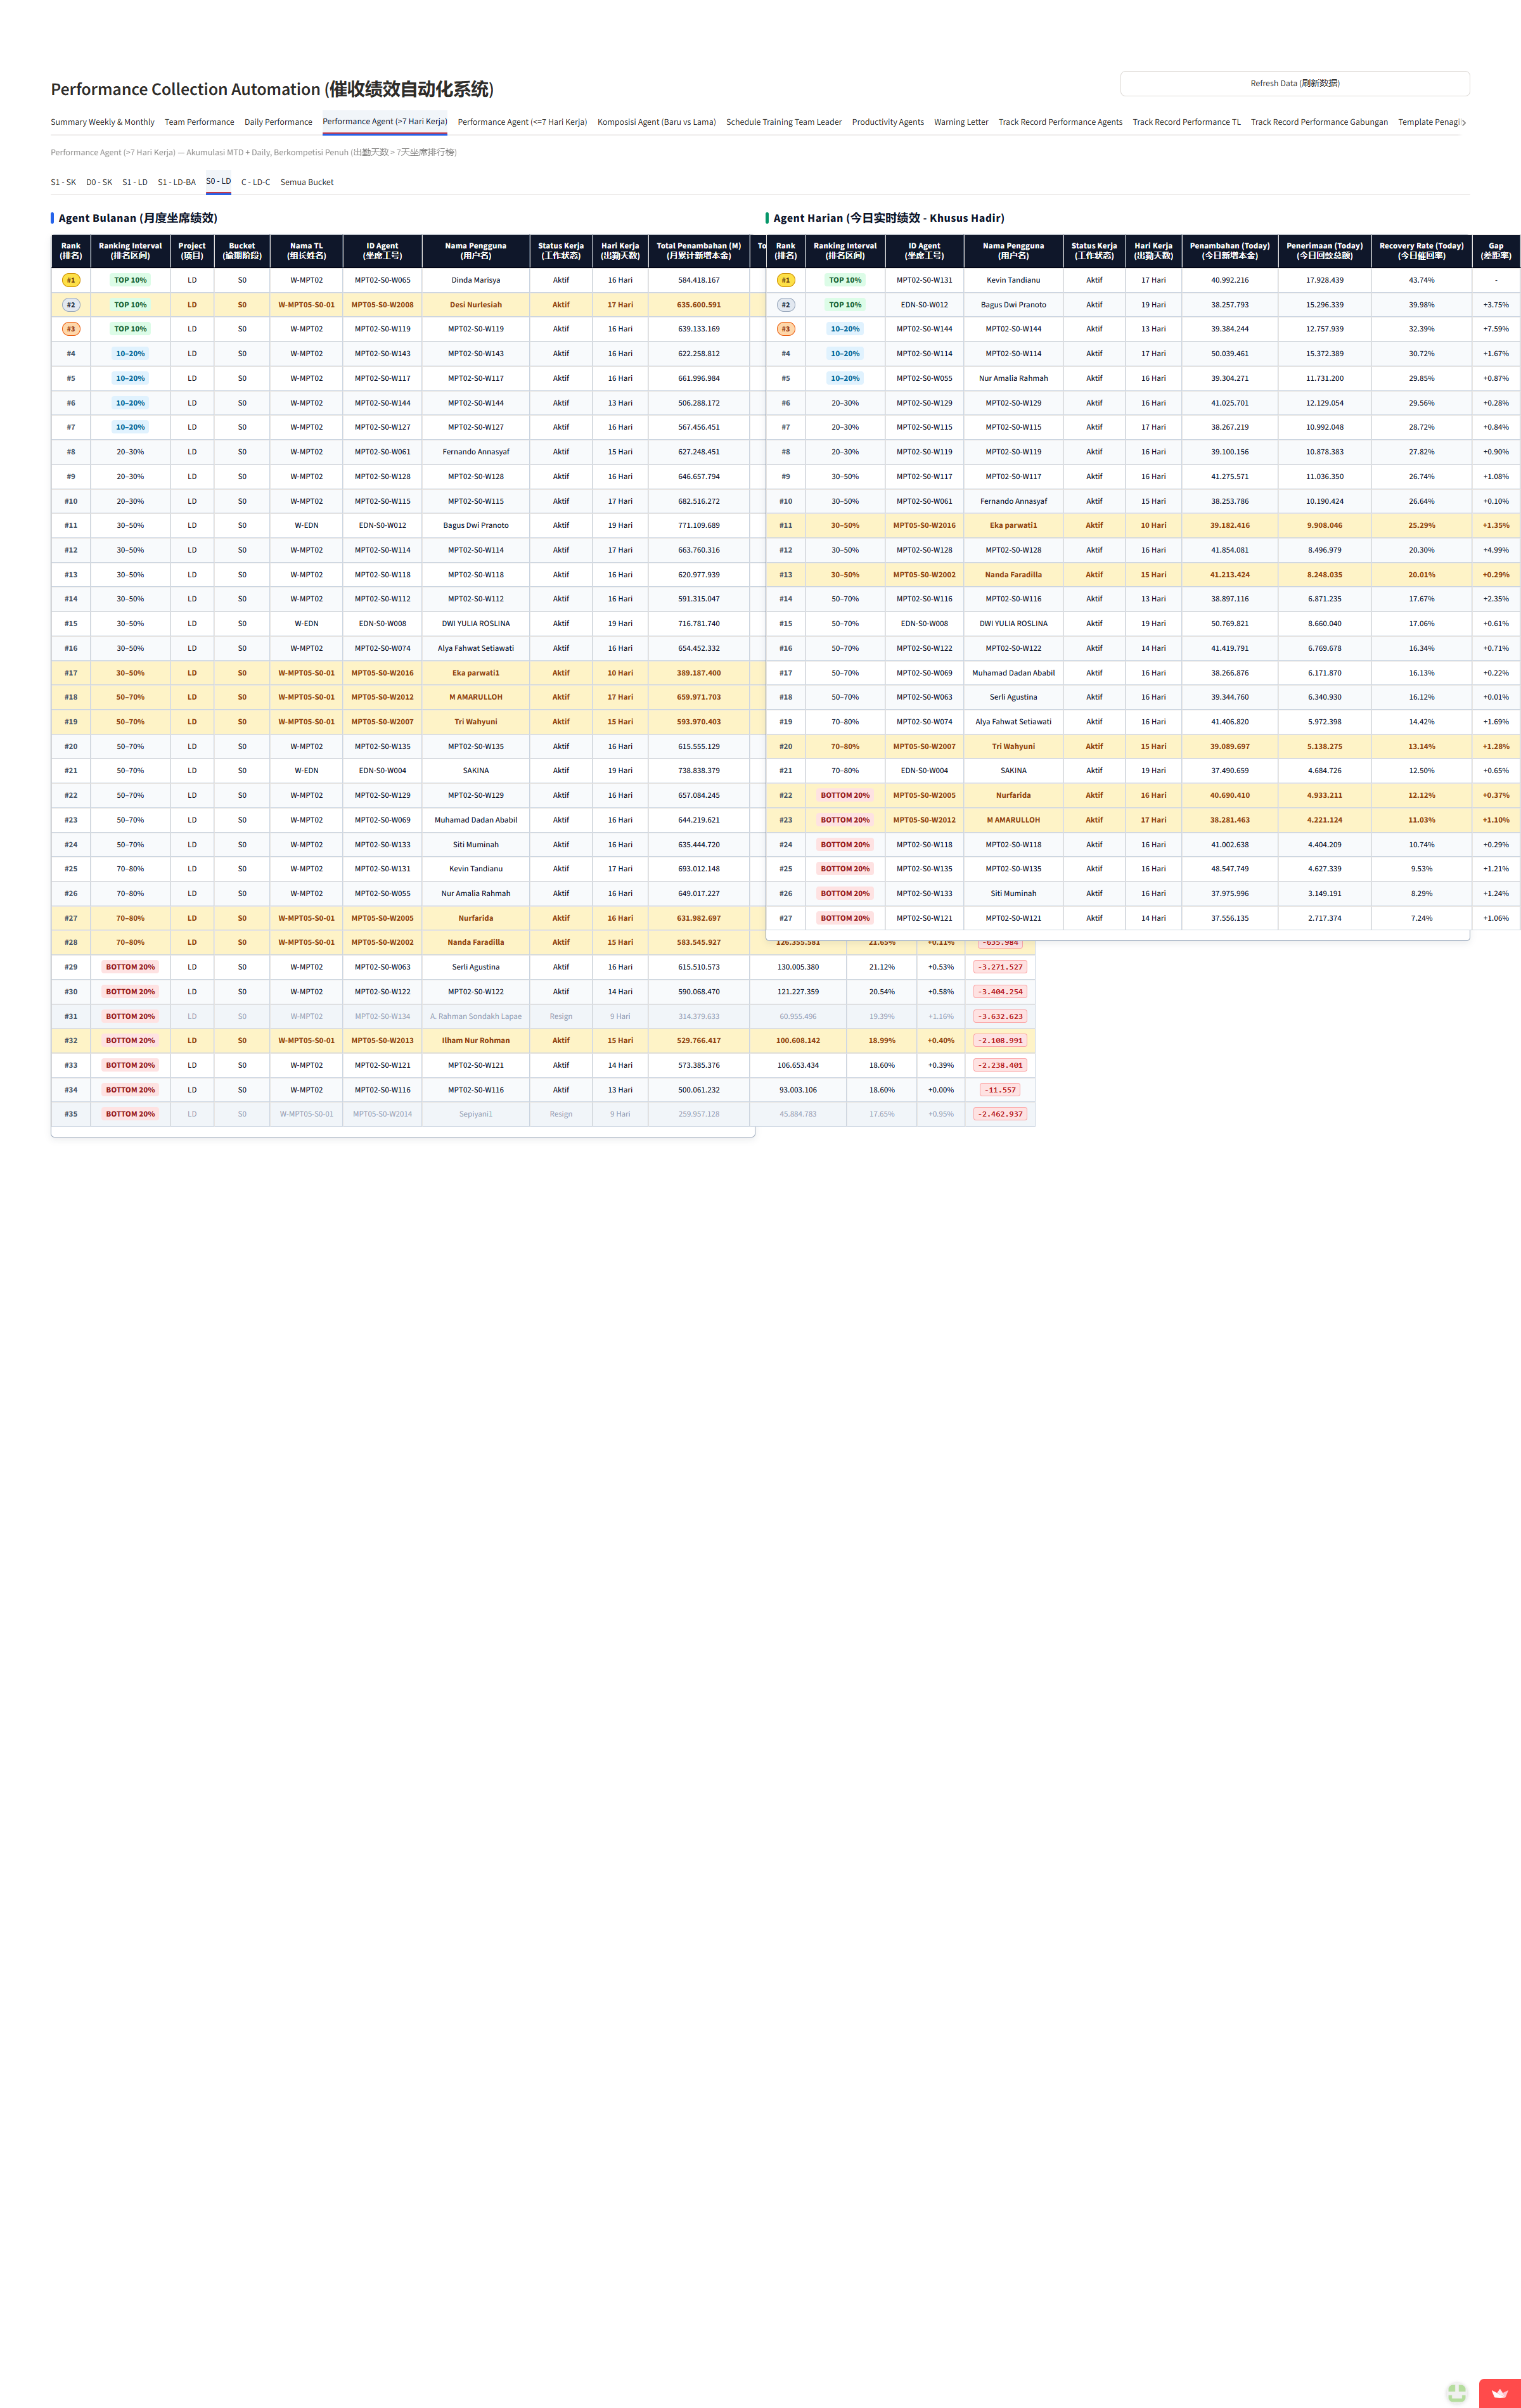 Performance Collection Automation (催收绩效自动化系统)
Refresh Data (刷新数据)
Summary Weekly & Monthly Team Performance Daily Performance Performance Agent (>7 Hari Kerja) Performance Agent (<=7 Hari Kerja) Komposisi Agent (Baru vs Lama) Schedule Training Team Leader Productivity Agents Warning Letter Track Record Performance Agents Track Record Performance TL Track Record Performance Gabungan Template Penagi
Performance Agent (>7 Hari Kerja) — Akumulasi MTD + Daily, Berkompetisi Penuh (出勤天数 > 7天坐席排行榜)
S1 - SK D0 - SK S1 - LD S1 - LD-BA S0 - LD C - LD-C Semua Bucket
Agent Bulanan (月度坐席绩效)
Rank Ranking Interval Project Bucket Nama TL ID Agent Nama Pengguna Status Kerja Hari Kerja Total Penambahan (M) To
(排名) (排名区间) (项目) (逾期阶段) (组长姓名) (坐席工号) (用户名) (工作状态) (出勤天数) (月累计新增本金)
#1 TOP 10% LD S0 W-MPT02 MPT02-S0-W065 Dinda Marisya Aktif 16 Hari 584.418.167
#2 TOP 10% LD S0 W-MPT05-S0-01 MPT05-S0-W2008 Desi Nurlesiah Aktif 17 Hari 635.600.591
#3 TOP 10% LD S0 W-MPT02 MPT02-S0-W119 MPT02-S0-W119 Aktif 16 Hari 639.133.169
#4 10–20% LD S0 W-MPT02 MPT02-S0-W143 MPT02-S0-W143 Aktif 16 Hari 622.258.812
#5 10–20% LD S0 W-MPT02 MPT02-S0-W117 MPT02-S0-W117 Aktif 16 Hari 661.996.984
#6 10–20% LD S0 W-MPT02 MPT02-S0-W144 MPT02-S0-W144 Aktif 13 Hari 506.288.172
#7 10–20% LD S0 W-MPT02 MPT02-S0-W127 MPT02-S0-W127 Aktif 16 Hari 567.456.451
#8 20–30% LD S0 W-MPT02 MPT02-S0-W061 Fernando Annasyaf Aktif 15 Hari 627.248.451
#9 20–30% LD S0 W-MPT02 MPT02-S0-W128 MPT02-S0-W128 Aktif 16 Hari 646.657.794
#10 20–30% LD S0 W-MPT02 MPT02-S0-W115 MPT02-S0-W115 Aktif 17 Hari 682.516.272
#11 30–50% LD S0 W-EDN EDN-S0-W012 Bagus Dwi Pranoto Aktif 19 Hari 771.109.689
#12 30–50% LD S0 W-MPT02 MPT02-S0-W114 MPT02-S0-W114 Aktif 17 Hari 663.760.316
#13 30–50% LD S0 W-MPT02 MPT02-S0-W118 MPT02-S0-W118 Aktif 16 Hari 620.977.939
#14 30–50% LD S0 W-MPT02 MPT02-S0-W112 MPT02-S0-W112 Aktif 16 Hari 591.315.047
#15 30–50% LD S0 W-EDN EDN-S0-W008 DWI YULIA ROSLINA Aktif 19 Hari 716.781.740
#16 30–50% LD S0 W-MPT02 MPT02-S0-W074 Alya Fahwat Setiawati Aktif 16 Hari 654.452.332
#17 30–50% LD S0 W-MPT05-S0-01 MPT05-S0-W2016 Eka parwati1 Aktif 10 Hari 389.187.400
#18 50–70% LD S0 W-MPT05-S0-01 MPT05-S0-W2012 M AMARULLOH Aktif 17 Hari 659.971.703
#19 50–70% LD S0 W-MPT05-S0-01 MPT05-S0-W2007 Tri Wahyuni Aktif 15 Hari 593.970.403
#20 50–70% LD S0 W-MPT02 MPT02-S0-W135 MPT02-S0-W135 Aktif 16 Hari 615.555.129
#21 50–70% LD S0 W-EDN EDN-S0-W004 SAKINA Aktif 19 Hari 738.838.379
#22 50–70% LD S0 W-MPT02 MPT02-S0-W129 MPT02-S0-W129 Aktif 16 Hari 657.084.245
#23 50–70% LD S0 W-MPT02 MPT02-S0-W069 Muhamad Dadan Ababil Aktif 16 Hari 644.219.621
#24 50–70% LD S0 W-MPT02 MPT02-S0-W133 Siti Muminah Aktif 16 Hari 635.444.720
#25 70–80% LD S0 W-MPT02 MPT02-S0-W131 Kevin Tandianu Aktif 17 Hari 693.012.148
#26 70–80% LD S0 W-MPT02 MPT02-S0-W055 Nur Amalia Rahmah Aktif 16 Hari 649.017.227
#27 70–80% LD S0 W-MPT05-S0-01 MPT05-S0-W2005 Nurfarida Aktif 16 Hari 631.982.697
#28 70–80% LD S0 W-MPT05-S0-01 MPT05-S0-W2002 Nanda Faradilla Aktif 15 Hari 583.545.927 126.355.581 21.65% +0.11% -635.984
#29 BOTTOM 20% LD S0 W-MPT02 MPT02-S0-W063 Serli Agustina Aktif 16 Hari 615.510.573 130.005.380 21.12% +0.53% -3.271.527
#30 BOTTOM 20% LD S0 W-MPT02 MPT02-S0-W122 MPT02-S0-W122 Aktif 14 Hari 590.068.470 121.227.359 20.54% +0.58% -3.404.254
#31 BOTTOM 20% LD S0 W-MPT02 MPT02-S0-W134 A. Rahman Sondakh Lapae Resign 9 Hari 314.379.633 60.955.496 19.39% +1.16% -3.632.623
#32 BOTTOM 20% LD S0 W-MPT05-S0-01 MPT05-S0-W2013 Ilham Nur Rohman Aktif 15 Hari 529.766.417 100.608.142 18.99% +0.40% -2.108.991
#33 BOTTOM 20% LD S0 W-MPT02 MPT02-S0-W121 MPT02-S0-W121 Aktif 14 Hari 573.385.376 106.653.434 18.60% +0.39% -2.238.401
#34 BOTTOM 20% LD S0 W-MPT02 MPT02-S0-W116 MPT02-S0-W116 Aktif 13 Hari 500.061.232 93.003.106 18.60% +0.00% -11.557
#35 BOTTOM 20% LD S0 W-MPT05-S0-01 MPT05-S0-W2014 Sepiyani1 Resign 9 Hari 259.957.128 45.884.783 17.65% +0.95% -2.462.937
Agent Harian (今日实时绩效 - Khusus Hadir)
Rank Ranking Interval ID Agent Nama Pengguna Status Kerja Hari Kerja Penambahan (Today) Penerimaan (Today) Recovery Rate (Today) Gap
(排名) (排名区间) (坐席工号) (用户名) (工作状态) (出勤天数) (今日新增本金) (今日回款总额) (今日催回率) (差距率)
#1 TOP 10% MPT02-S0-W131 Kevin Tandianu Aktif 17 Hari 40.992.216 17.928.439 43.74% -
#2 TOP 10% EDN-S0-W012 Bagus Dwi Pranoto Aktif 19 Hari 38.257.793 15.296.339 39.98% +3.75%
#3 10–20% MPT02-S0-W144 MPT02-S0-W144 Aktif 13 Hari 39.384.244 12.757.939 32.39% +7.59%
#4 10–20% MPT02-S0-W114 MPT02-S0-W114 Aktif 17 Hari 50.039.461 15.372.389 30.72% +1.67%
#5 10–20% MPT02-S0-W055 Nur Amalia Rahmah Aktif 16 Hari 39.304.271 11.731.200 29.85% +0.87%
#6 20–30% MPT02-S0-W129 MPT02-S0-W129 Aktif 16 Hari 41.025.701 12.129.054 29.56% +0.28%
#7 20–30% MPT02-S0-W115 MPT02-S0-W115 Aktif 17 Hari 38.267.219 10.992.048 28.72% +0.84%
#8 20–30% MPT02-S0-W119 MPT02-S0-W119 Aktif 16 Hari 39.100.156 10.878.383 27.82% +0.90%
#9 30–50% MPT02-S0-W117 MPT02-S0-W117 Aktif 16 Hari 41.275.571 11.036.350 26.74% +1.08%
#10 30–50% MPT02-S0-W061 Fernando Annasyaf Aktif 15 Hari 38.253.786 10.190.424 26.64% +0.10%
#11 30–50% MPT05-S0-W2016 Eka parwati1 Aktif 10 Hari 39.182.416 9.908.046 25.29% +1.35%
#12 30–50% MPT02-S0-W128 MPT02-S0-W128 Aktif 16 Hari 41.854.081 8.496.979 20.30% +4.99%
#13 30–50% MPT05-S0-W2002 Nanda Faradilla Aktif 15 Hari 41.213.424 8.248.035 20.01% +0.29%
#14 50–70% MPT02-S0-W116 MPT02-S0-W116 Aktif 13 Hari 38.897.116 6.871.235 17.67% +2.35%
#15 50–70% EDN-S0-W008 DWI YULIA ROSLINA Aktif 19 Hari 50.769.821 8.660.040 17.06% +0.61%
#16 50–70% MPT02-S0-W122 MPT02-S0-W122 Aktif 14 Hari 41.419.791 6.769.678 16.34% +0.71%
#17 50–70% MPT02-S0-W069 Muhamad Dadan Ababil Aktif 16 Hari 38.266.876 6.171.870 16.13% +0.22%
#18 50–70% MPT02-S0-W063 Serli Agustina Aktif 16 Hari 39.344.760 6.340.930 16.12% +0.01%
#19 70–80% MPT02-S0-W074 Alya Fahwat Setiawati Aktif 16 Hari 41.406.820 5.972.398 14.42% +1.69%
#20 70–80% MPT05-S0-W2007 Tri Wahyuni Aktif 15 Hari 39.089.697 5.138.275 13.14% +1.28%
#21 70–80% EDN-S0-W004 SAKINA Aktif 19 Hari 37.490.659 4.684.726 12.50% +0.65%
#22 BOTTOM 20% MPT05-S0-W2005 Nurfarida Aktif 16 Hari 40.690.410 4.933.211 12.12% +0.37%
#23 BOTTOM 20% MPT05-S0-W2012 M AMARULLOH Aktif 17 Hari 38.281.463 4.221.124 11.03% +1.10%
#24 BOTTOM 20% MPT02-S0-W118 MPT02-S0-W118 Aktif 16 Hari 41.002.638 4.404.209 10.74% +0.29%
#25 BOTTOM 20% MPT02-S0-W135 MPT02-S0-W135 Aktif 16 Hari 48.547.749 4.627.339 9.53% +1.21%
#26 BOTTOM 20% MPT02-S0-W133 Siti Muminah Aktif 16 Hari 37.975.996 3.149.191 8.29% +1.24%
#27 BOTTOM 20% MPT02-S0-W121 MPT02-S0-W121 Aktif 14 Hari 37.556.135 2.717.374 7.24% +1.06%